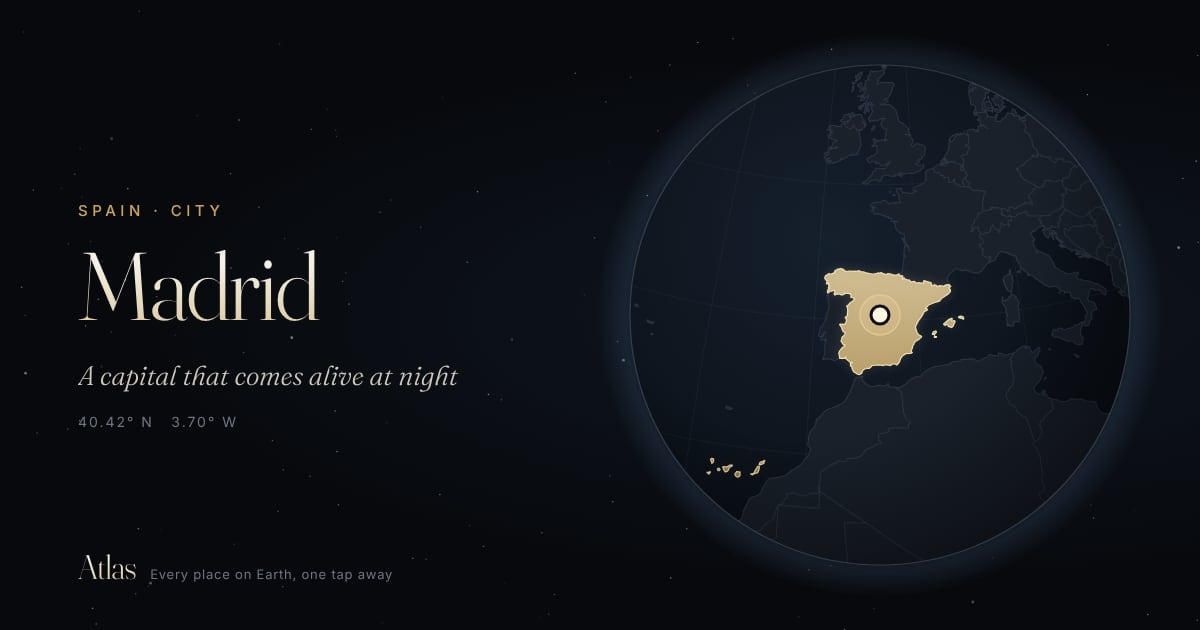 SPAIN · CITY
Madrid
A capital that comes alive at night
40.42° N 3.70° W
Atlas Every place on Earth, one tap away